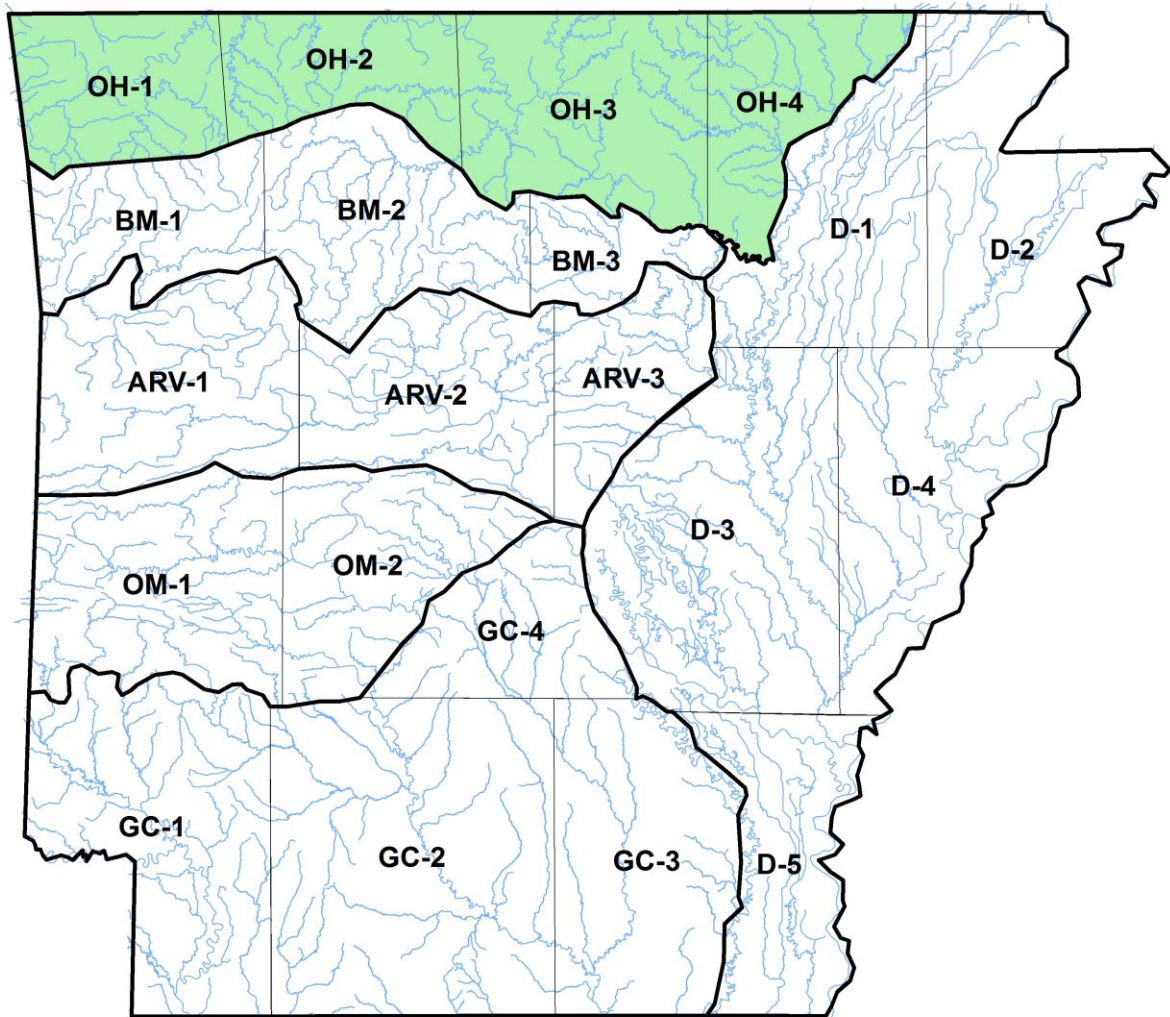 OH-1
OH-2
OH-3
OH-4
BM-1
BM-2
BM-3
D-1
D-2
ARV-1
ARV-2
ARV-3
D-3
D-4
OM-1
OM-2
GC-4
GC-1
GC-2
GC-3
D-5